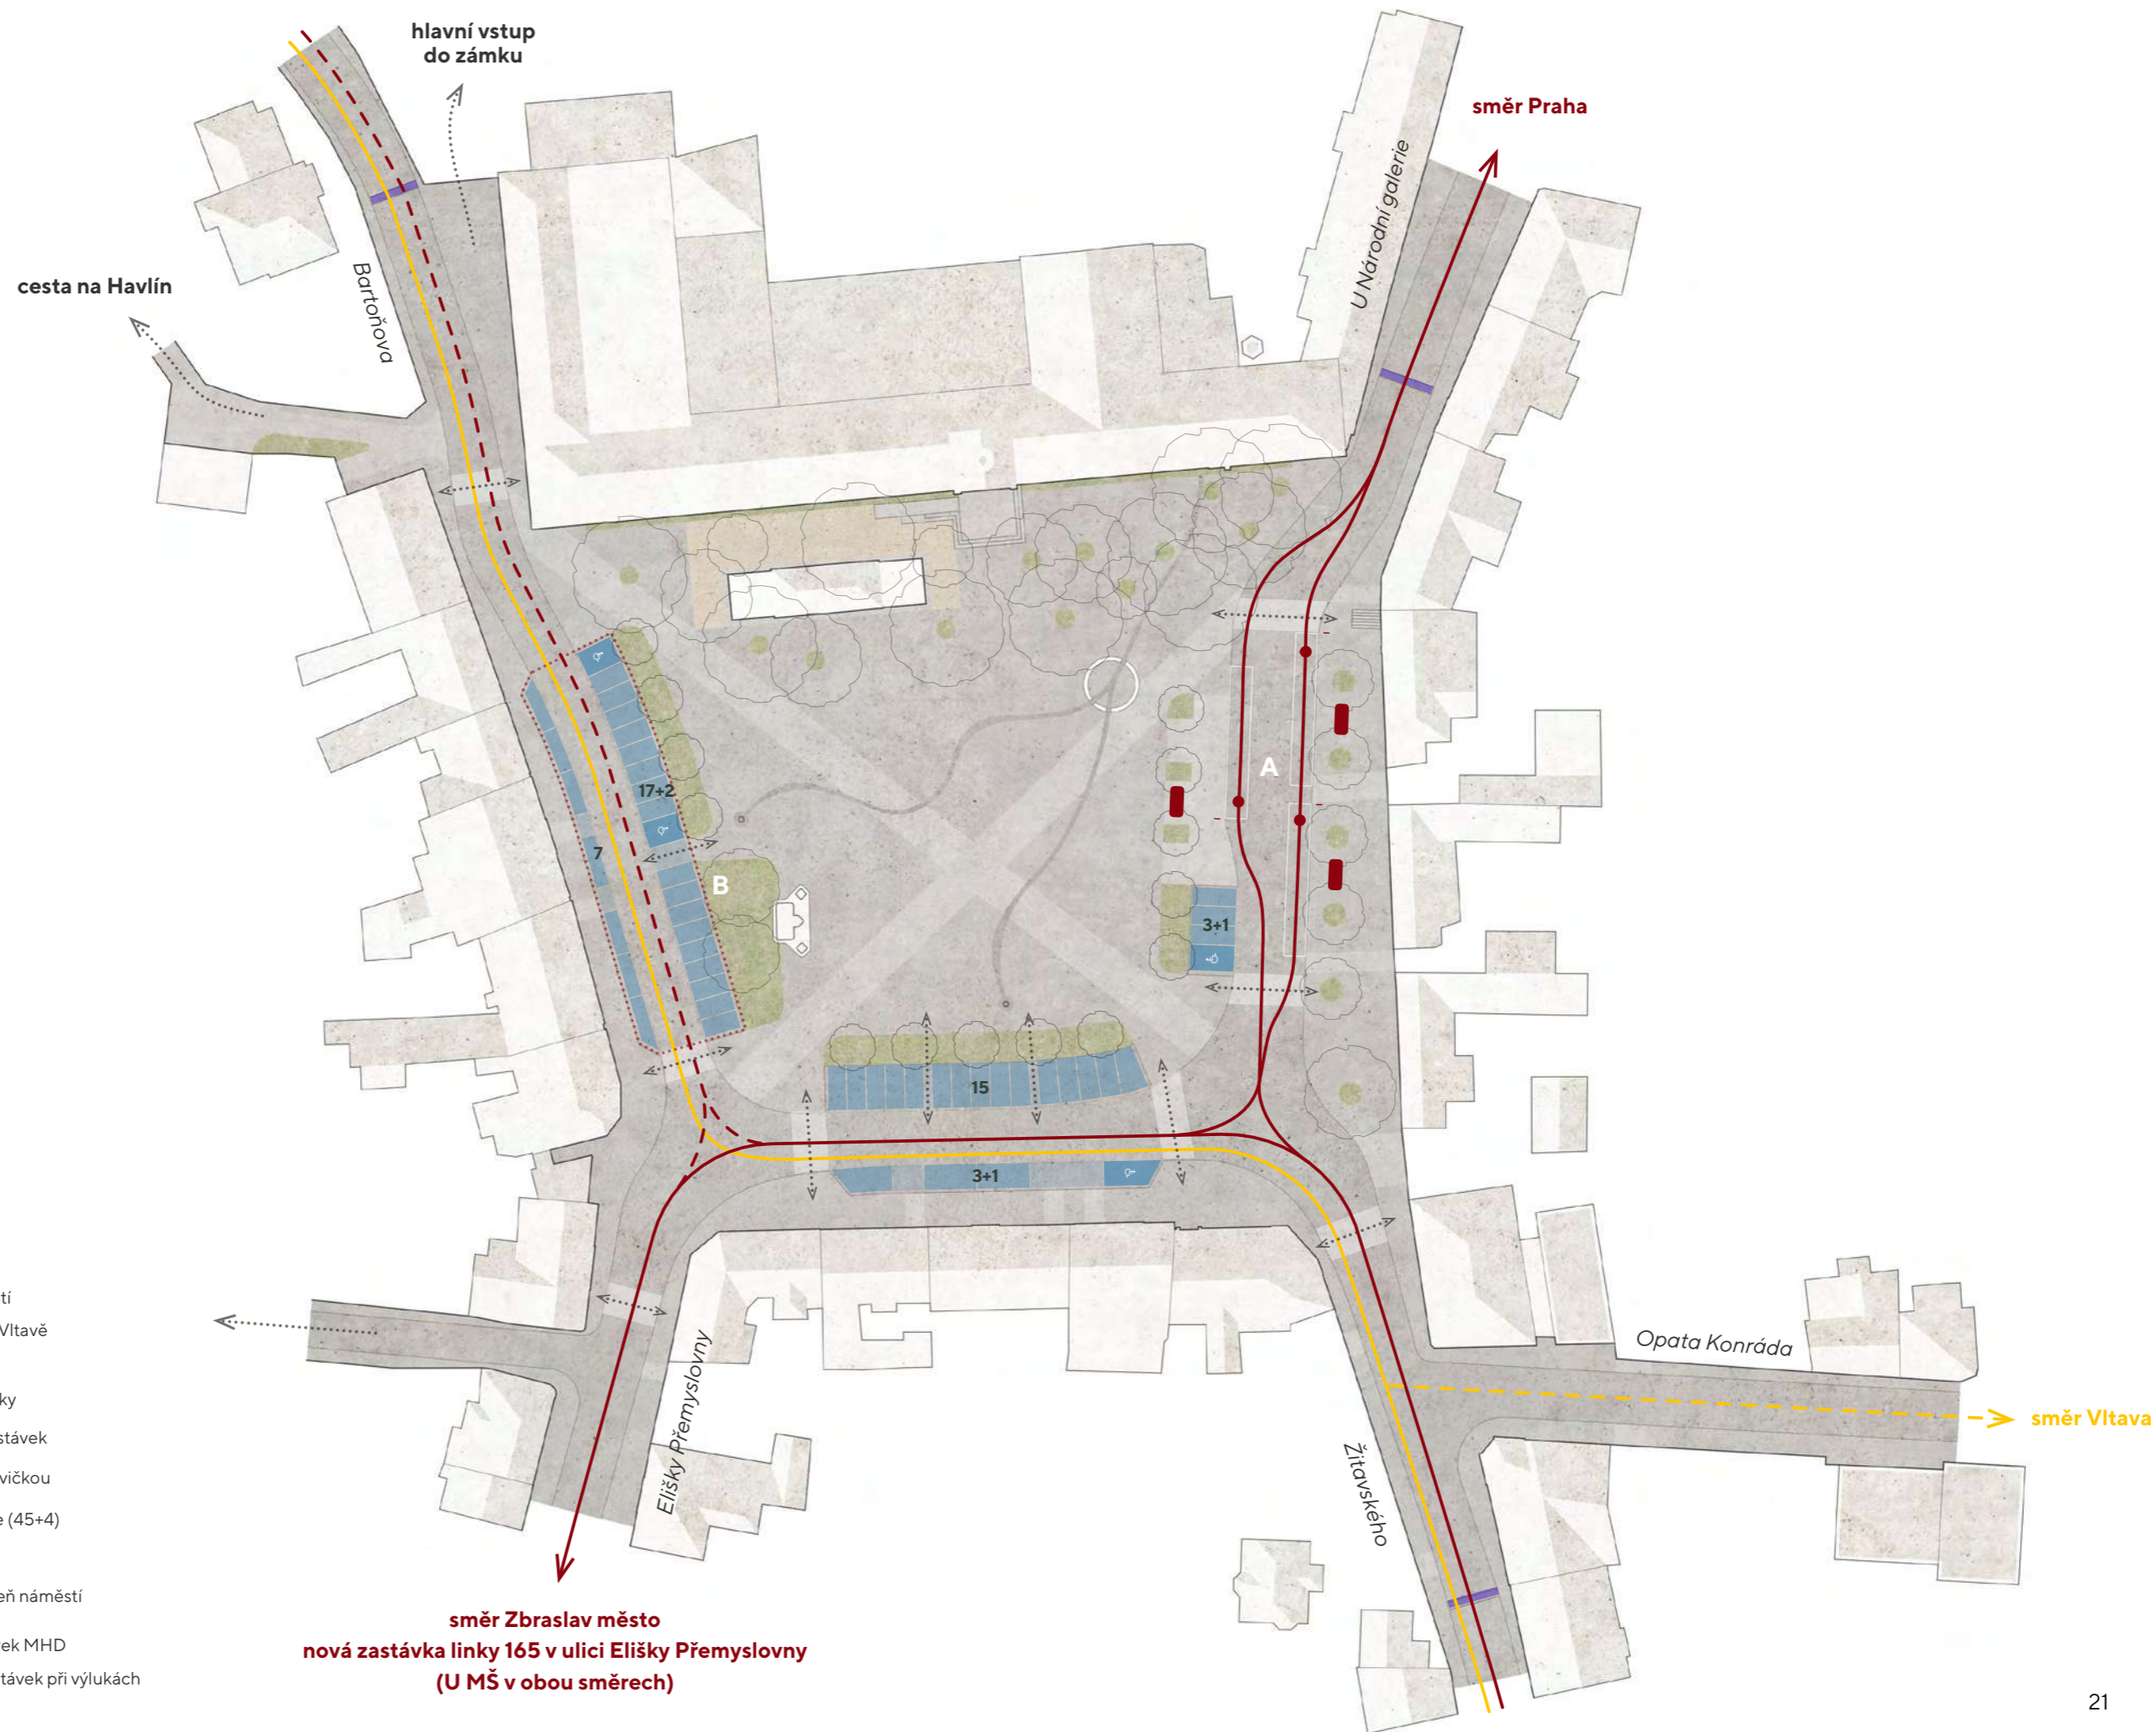 hlavní vstup
do zámku
směr Praha
U Národní galerie
cesta na Havlín
Bartoňova
A
17+2
7
B
3+1
15
3+1
tí
Vltavě
ky
stávek
vičkou
e (45+4)
eň náměstí
ek MHD
távek při výlukách
Opata Konráda
směr Vltava
Elišky Přemyslovny
Žitavského
směr Zbraslav město
nová zastávka linky 165 v ulici Elišky Přemyslovny
(U MŠ v obou směrech)
21